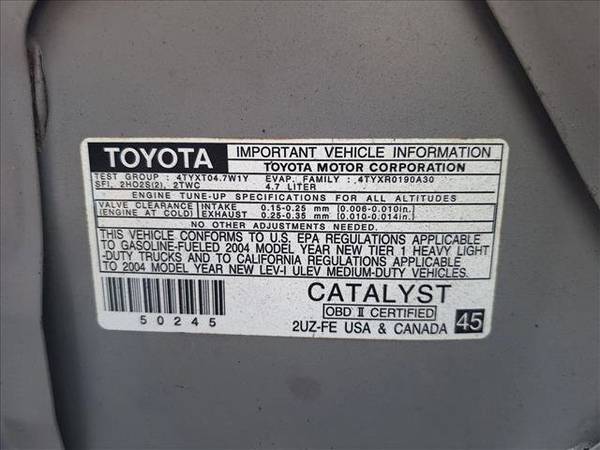 TOYOTA
IMPORTANT VEHICLE INFORMATION
TOYOTA MOTOR CORPORATION
TEST GROUP : 4TYXT04.7W1Y EVAP. FAMILY : 4TYXR0190A30
SFI, 2HO2S(2), 2TWC 4.7 LITER
ENGINE TUNE-UP SPECIFICATIONS FOR ALL ALTITUDES
VALVE CLEARANCE INTAKE 0.15-0.25 mm (0.006-0.010in.)
(ENGINE AT COLD) EXHAUST 0.25-0.35 mm (0.010-0.014in.)
NO OTHER ADJUSTMENTS NEEDED.
THIS VEHICLE CONFORMS TO U.S. EPA REGULATIONS APPLICABLE
TO GASOLINE-FUELED 2004 MODEL YEAR NEW TIER 1 HEAVY LIGHT
-DUTY TRUCKS AND TO CALIFORNIA REGULATIONS APPLICABLE
TO 2004 MODEL YEAR NEW LEV-I ULEV MEDIUM-DUTY VEHICLES.
CATALYST
OBD II CERTIFIED
50245
2UZ-FE USA & CANADA 45